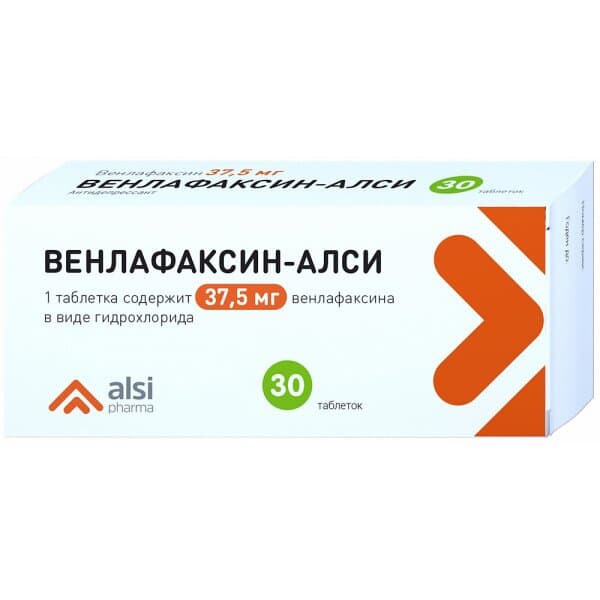 Венлафаксин 37,5 мг
ВЕНЛАФАКСИН-АЛСИ 30 таблеток
Антидепрессант
ВЕНЛАФАКСИН-АЛСИ
1 таблетка содержит 37,5 мг венлафаксина
в виде гидрохлорида
alsi
pharma
30
таблеток